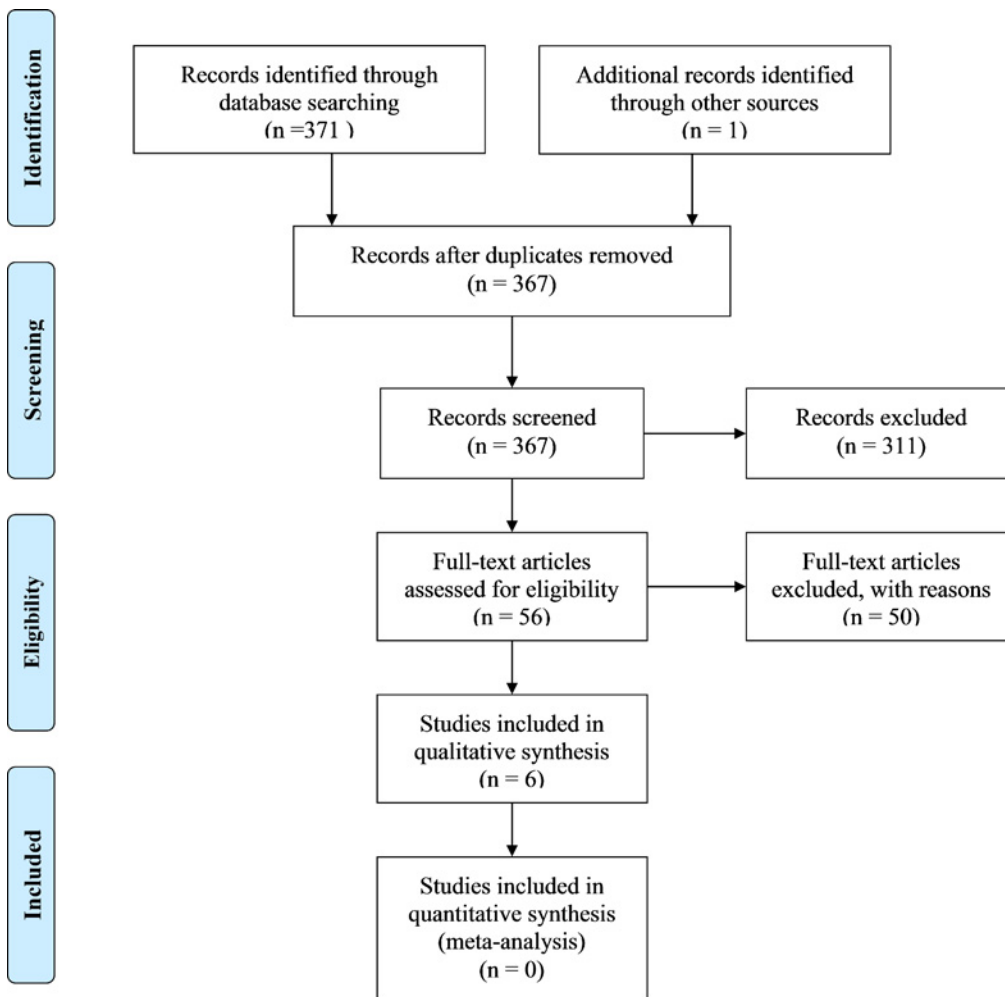 Identification
Records identified through
database searching
(n =371 )
Additional records identified
through other sources
(n = 1)
Records after duplicates removed
(n = 367)
Screening
Records screened
(n = 367)
Records excluded
(n = 311)
Eligibility
Full-text articles
assessed for eligibility
(n = 56)
Full-text articles
excluded, with reasons
(n = 50)
Studies included in
qualitative synthesis
(n = 6)
Included
Studies included in
quantitative synthesis
(meta-analysis)
(n = 0)